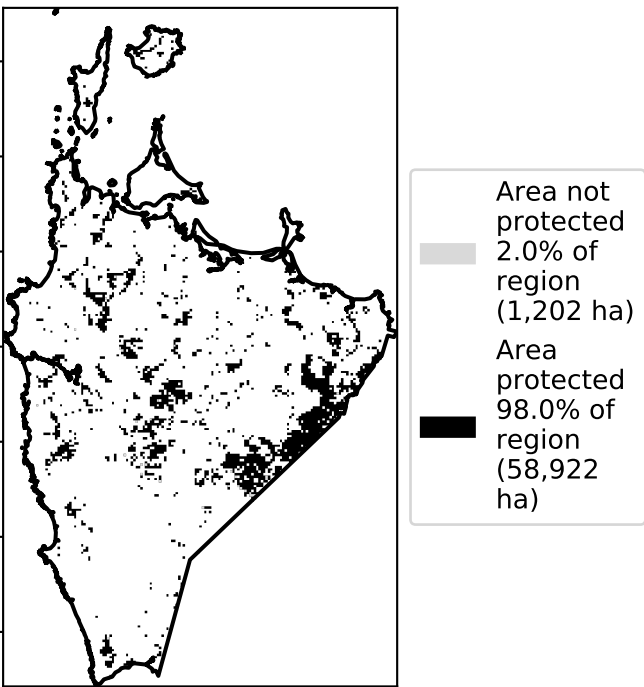 Area not
protected
2.0% of
region
(1,202 ha)
Area
protected
98.0% of
region
(58,922
ha)